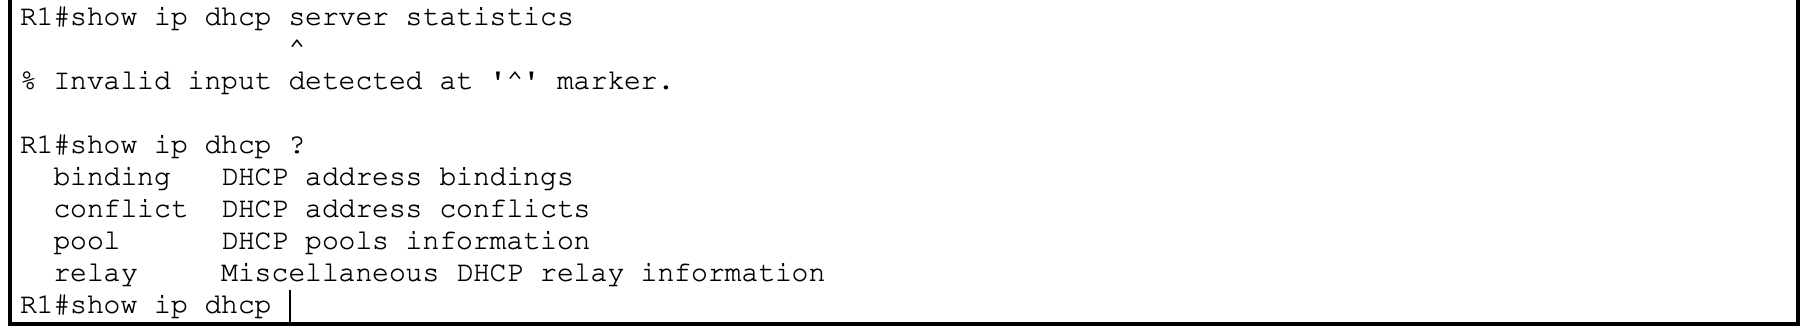 R1#show ip dhcp server statistics
^
% Invalid input detected at '^' marker.
R1#show ip dhcp ?
binding DHCP address bindings
conflict DHCP address conflicts
pool DHCP pools information
relay Miscellaneous DHCP relay information
R1#show ip dhcp